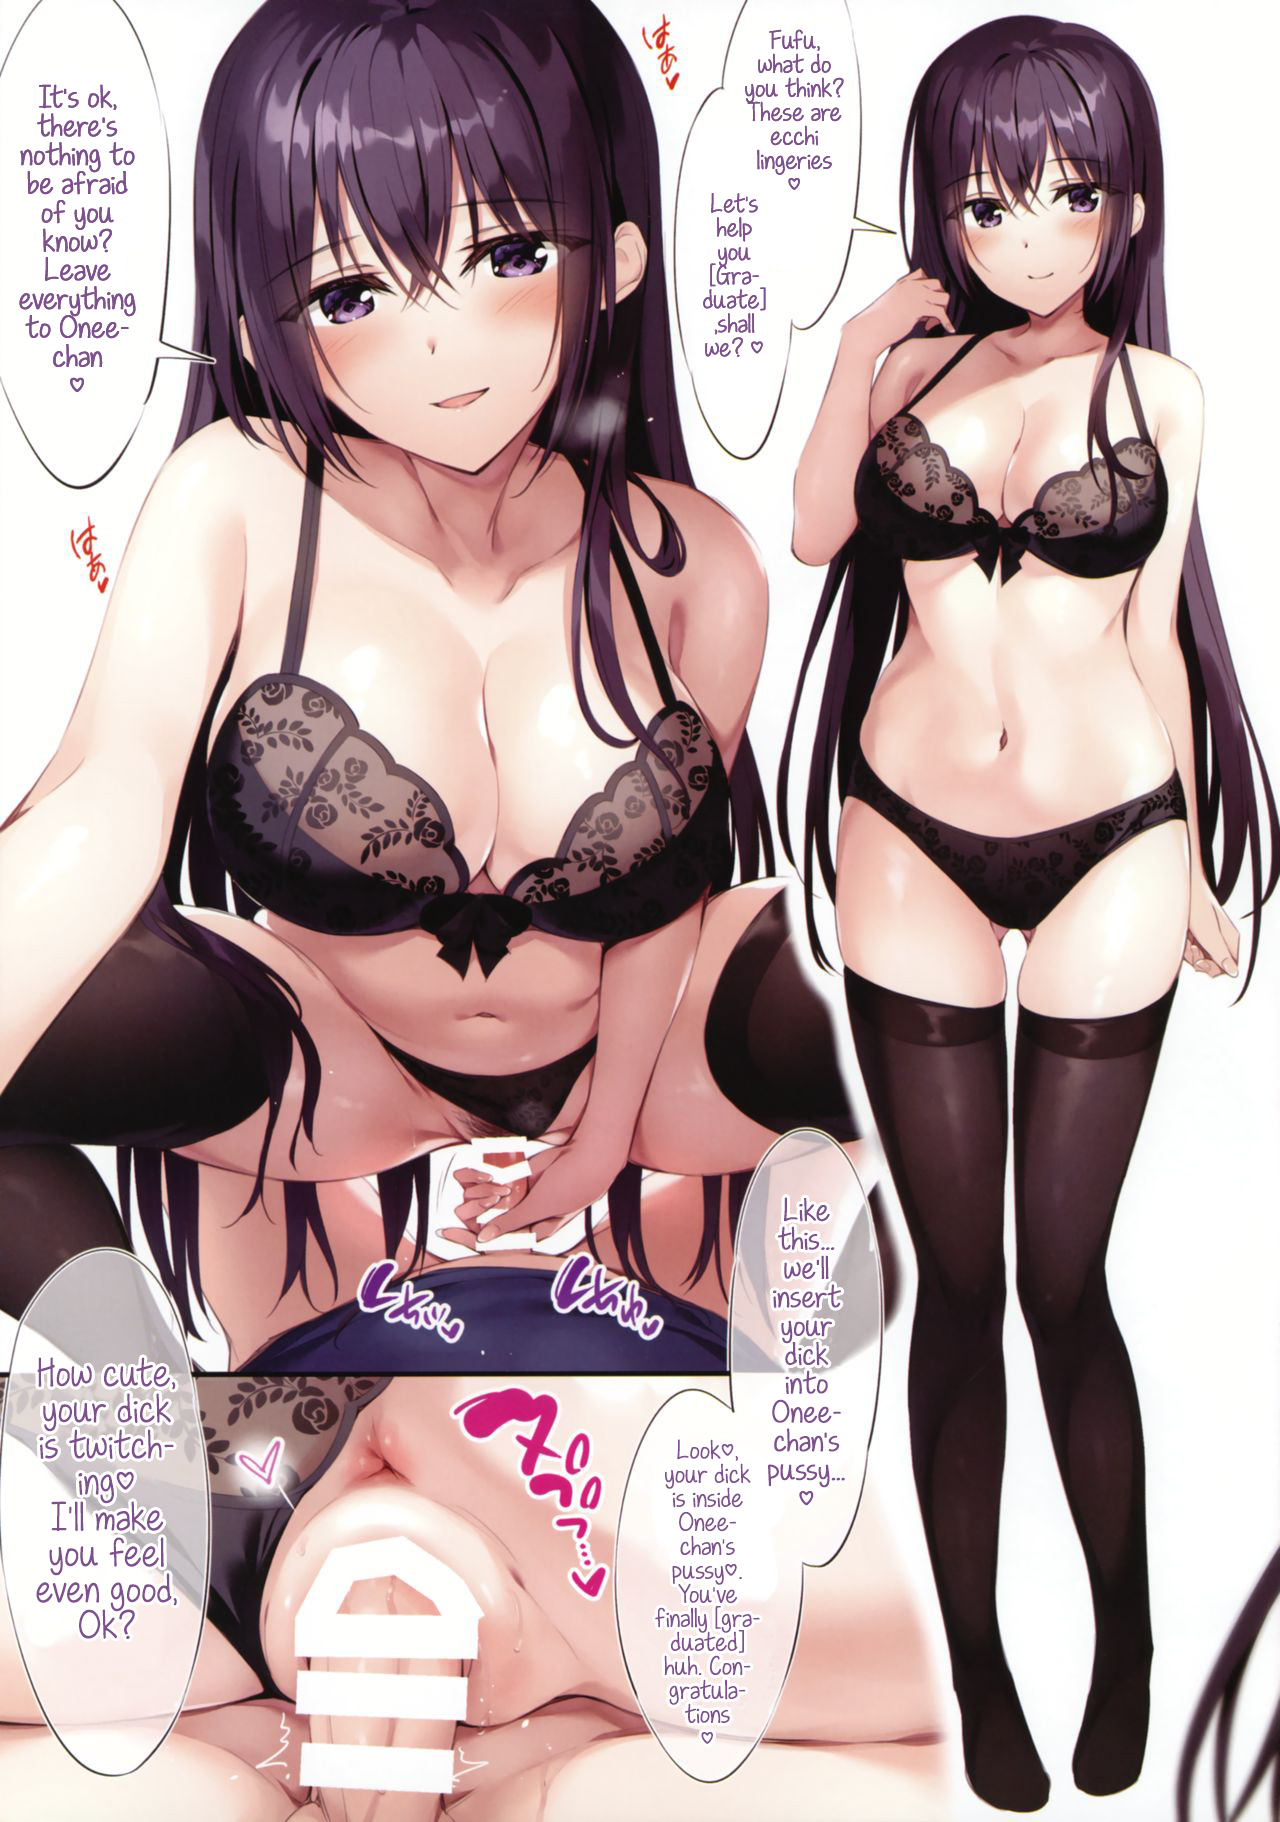 はぁ♥
Fufu,
what do
you think?
These are
ecchi
lingeries
♡
Let's
help
you
[Gra-
duate]
,shall
we? ♡
It's ok,
there's
nothing to
be afraid
of you
know?
Leave
everything
to Onee-
chan
♡
はぁ♥
Like
this...
we'll
insert
your
dick
into
Onee-
chan's
pussy...
♡
How cute,
your dick
is twitch-
ing♡
I'll make
you feel
even good,
Ok?
Look♡,
your dick
is inside
Onee-
chan's
pussy♡.
You've
finally [gra-
duated]
huh. Con-
gratula-
tions
♡